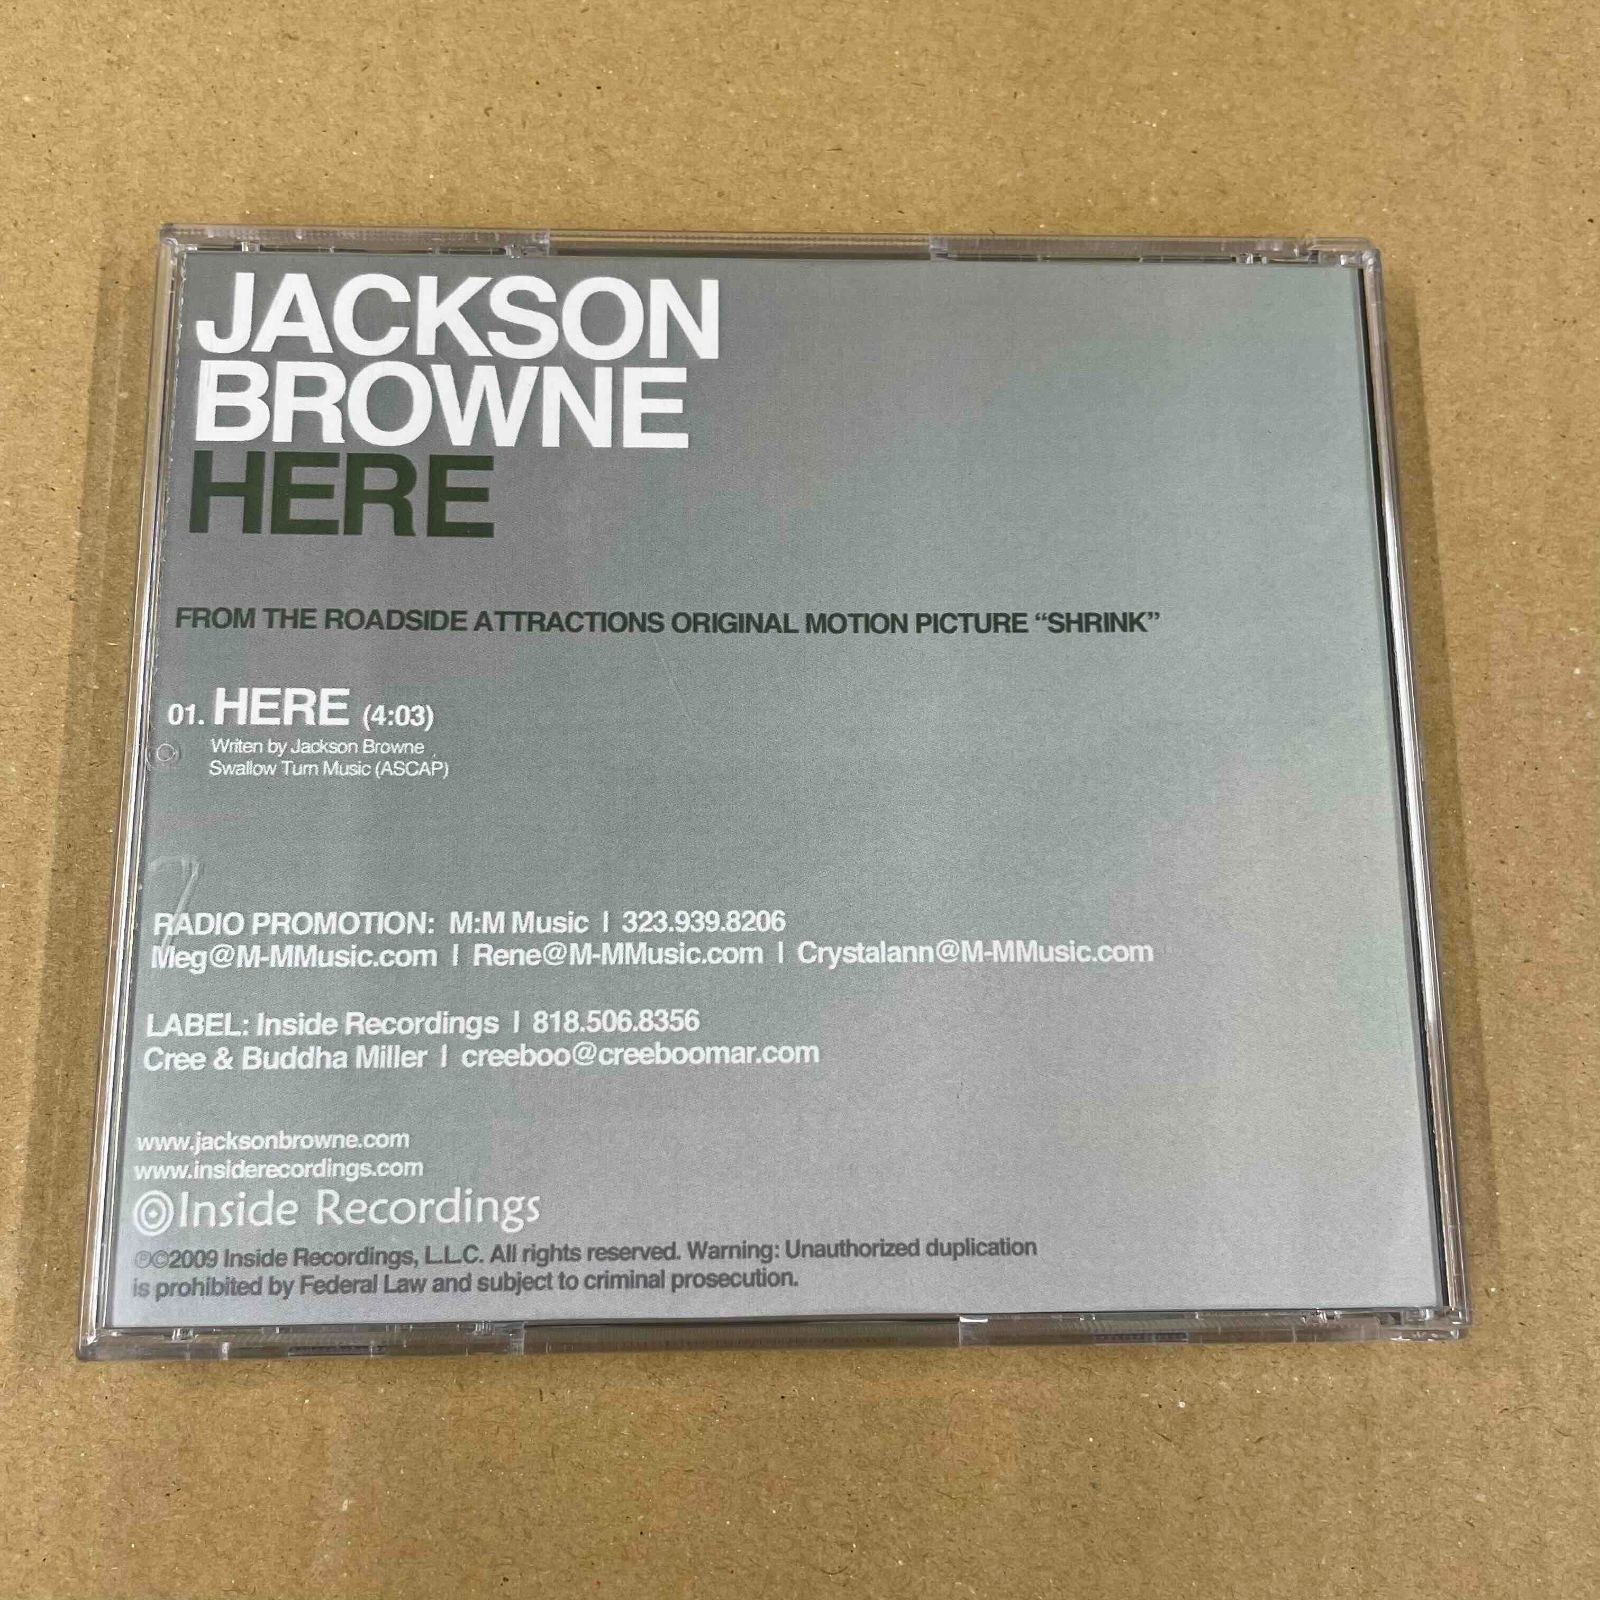 JACKSON
BROWNE
HERE
FROM THE ROADSIDE ATTRACTIONS ORIGINAL MOTION PICTURE “SHRINK”
01. HERE (4:03)
Writen by Jackson Browne
Swallow Turn Music (ASCAP)
RADIO PROMOTION: M:M Music | 323.939.8206
Meg@M-MMusic.com | Rene@M-MMusic.com | Crystalann@M-MMusic.com
LABEL: Inside Recordings | 818.506.8356
Cree & Buddha Miller | creeboo@creeboomar.com
www.jacksonbrowne.com
www.insiderecordings.com
Inside Recordings
℗©2009 Inside Recordings, L.L.C. All rights reserved. Warning: Unauthorized duplication
is prohibited by Federal Law and subject to criminal prosecution.